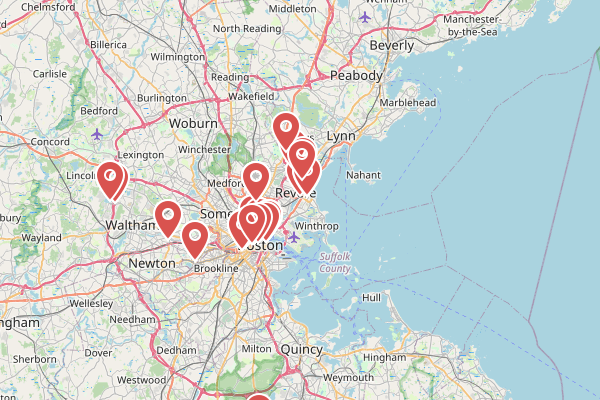 Chelmsford
Middleton
Wenham
Manchester-
by-the-Sea
North Reading
Billerica
Beverly
Wilmington
Carlisle
Reading
Peabody
Wakefield
Burlington
Marblehead
Bedford
Woburn
Lynn
Concord
Winchester
Lexington
Lincoln
Nahant
Medford
Revere
Waltham
Winthrop
Wayland
Boston
Newton
Brookline
Suffolk
County
Wellesley
Hull
Needham
Sherborn
Dover
Dedham
Milton
Quincy
Hingham
Westwood
Weymouth